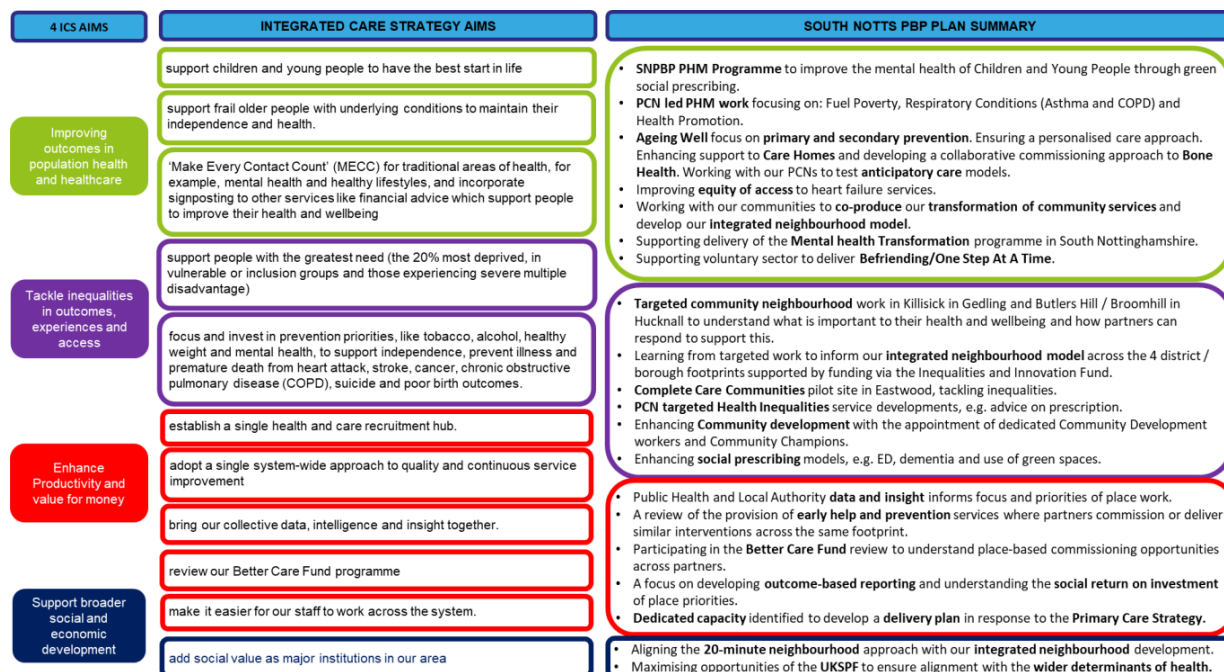 4 ICS AIMS
INTEGRATED CARE STRATEGY AIMS
SOUTH NOTTS PBP PLAN SUMMARY
Improving
outcomes in
population health
and healthcare
Tackle inequalities
in outcomes,
experiences and
access
Enhance
Productivity and
value for money
Support broader
social and
economic
development
support children and young people to have the best start in life
support frail older people with underlying conditions to maintain their
independence and health.
‘Make Every Contact Count’ (MECC) for traditional areas of health, for
example, mental health and healthy lifestyles, and incorporate
signposting to other services like financial advice which support people
to improve their health and wellbeing
support people with the greatest need (the 20% most deprived, in
vulnerable or inclusion groups and those experiencing severe multiple
disadvantage)
focus and invest in prevention priorities, like tobacco, alcohol, healthy
weight and mental health, to support independence, prevent illness and
premature death from heart attack, stroke, cancer, chronic obstructive
pulmonary disease (COPD), suicide and poor birth outcomes.
establish a single health and care recruitment hub.
adopt a single system-wide approach to quality and continuous service
improvement
bring our collective data, intelligence and insight together.
review our Better Care Fund programme
make it easier for our staff to work across the system.
add social value as major institutions in our area
• SNPBP PHM Programme to improve the mental health of Children and Young People through green
social prescribing.
• PCN led PHM work focusing on: Fuel Poverty, Respiratory Conditions (Asthma and COPD) and
Health Promotion.
• Ageing Well focus on primary and secondary prevention. Ensuring a personalised care approach.
Enhancing support to Care Homes and developing a collaborative commissioning approach to Bone
Health. Working with our PCNs to test anticipatory care models.
• Improving equity of access to heart failure services.
• Working with our communities to co-produce our transformation of community services and
develop our integrated neighbourhood model.
• Supporting delivery of the Mental health Transformation programme in South Nottinghamshire.
• Supporting voluntary sector to deliver Befriending/One Step At A Time.
• Targeted community neighbourhood work in Killisick in Gedling and Butlers Hill / Broomhill in
Hucknall to understand what is important to their health and wellbeing and how partners can
respond to support this.
• Learning from targeted work to inform our integrated neighbourhood model across the 4 district /
borough footprints supported by funding via the Inequalities and Innovation Fund.
• Complete Care Communities pilot site in Eastwood, tackling inequalities.
• PCN targeted Health Inequalities service developments, e.g. advice on prescription.
• Enhancing Community development with the appointment of dedicated Community Development
workers and Community Champions.
• Enhancing social prescribing models, e.g. ED, dementia and use of green spaces.
• Public Health and Local Authority data and insight informs focus and priorities of place work.
• A review of the provision of early help and prevention services where partners commission or deliver
similar interventions across the same footprint.
• Participating in the Better Care Fund review to understand place-based commissioning opportunities
across partners.
• A focus on developing outcome-based reporting and understanding the social return on investment
of place priorities.
• Dedicated capacity identified to develop a delivery plan in response to the Primary Care Strategy.
• Aligning the 20-minute neighbourhood approach with our integrated neighbourhood development.
• Maximising opportunities of the UKSPF to ensure alignment with the wider determinants of health.